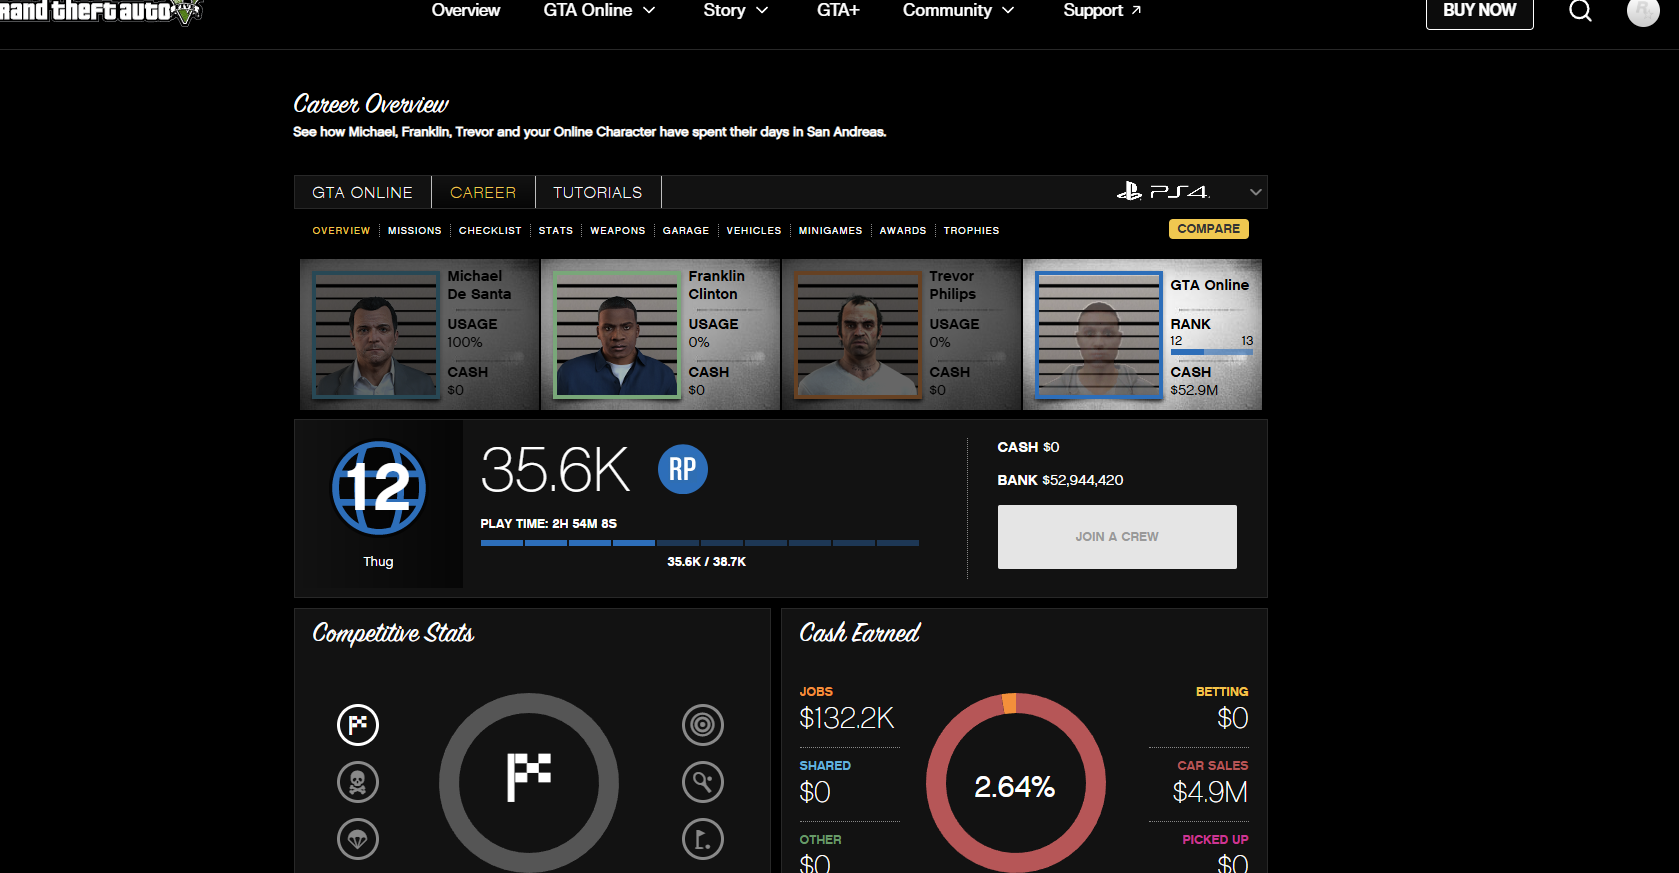 rand theft auto V
Overview GTA Online Story GTA+ Community Support BUY NOW
Career Overview
See how Michael, Franklin, Trevor and your Online Character have spent their days in San Andreas.
GTA ONLINE CAREER TUTORIALS PS4
OVERVIEW MISSIONS CHECKLIST STATS WEAPONS GARAGE VEHICLES MINIGAMES AWARDS TROPHIES COMPARE
Michael
De Santa
USAGE
100%
CASH
$0
Franklin
Clinton
USAGE
0%
CASH
$0
Trevor
Philips
USAGE
0%
CASH
$0
GTA Online
RANK
12 13
CASH
$52.9M
12
Thug
35.6K RP
PLAY TIME: 2H 54M 8S
35.6K / 38.7K
CASH $0
BANK $52,944,420
JOIN A CREW
Competitive Stats
Cash Earned
JOBS
$132.2K
SHARED
$0
OTHER
$0
2.64%
BETTING
$0
CAR SALES
$4.9M
PICKED UP
$0